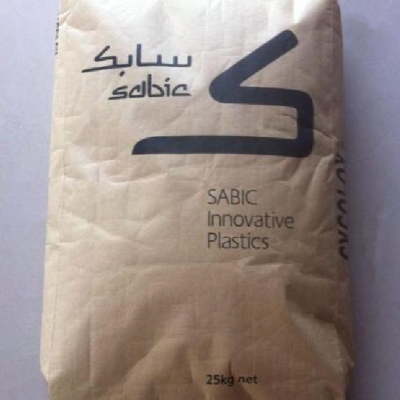 سابك
sabic
SABIC
Innovative
Plastics
25kg net